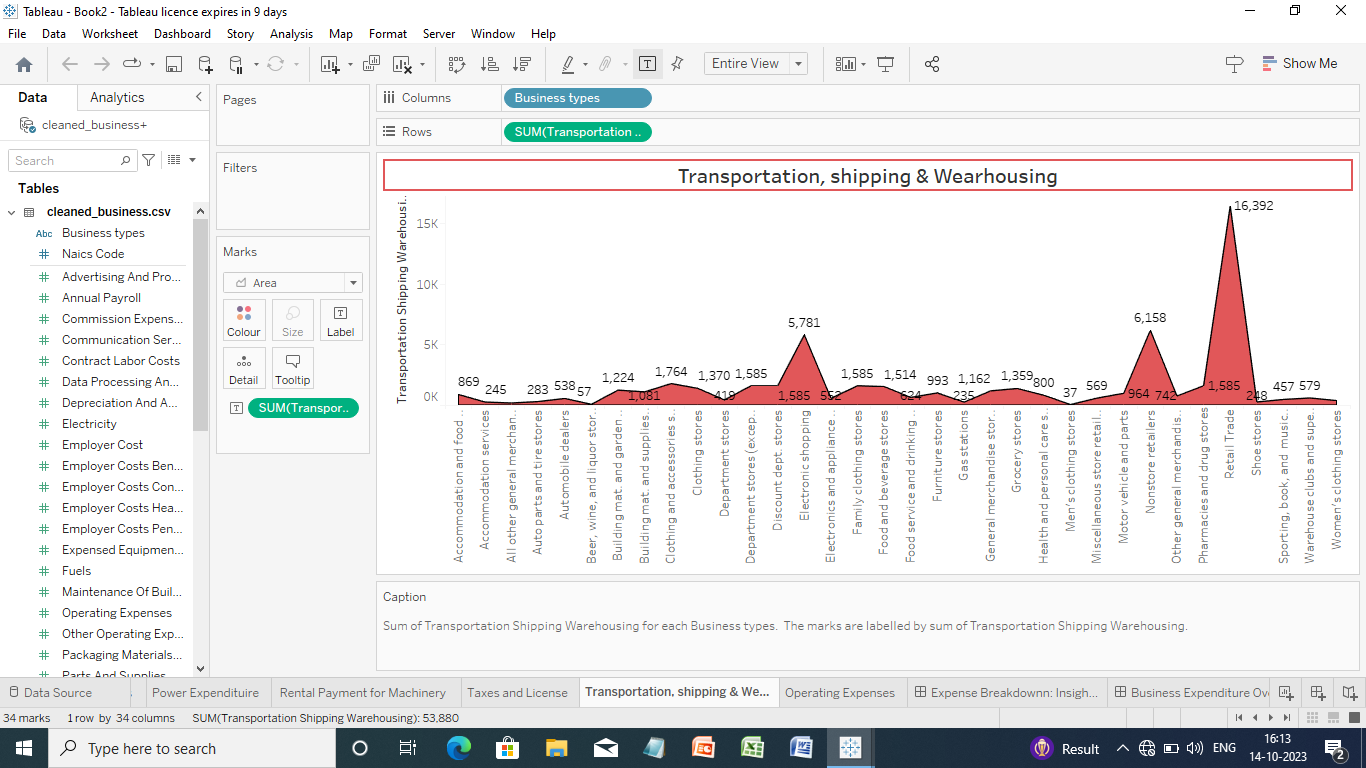 Tableau - Book2 - Tableau licence expires in 9 days
File Data Worksheet Dashboard Story Analysis Map Format Server Window Help
Entire View
Show Me
Data Analytics
cleaned_business+
Search
Tables
cleaned_business.csv
Abc Business types
Naics Code
Advertising And Pro...
Annual Payroll
Commission Expens...
Communication Ser...
Contract Labor Costs
Data Processing An...
Depreciation And A...
Electricity
Employer Cost
Employer Costs Ben...
Employer Costs Con...
Employer Costs Hea...
Employer Costs Pen...
Expensed Equipmen...
Fuels
Maintenance Of Buil...
Operating Expenses
Other Operating Exp...
Packaging Materials...
Parts And Supplies
Pages
Filters
Marks
Area
Colour Size Label
Detail Tooltip
SUM(Transpor..
Columns Business types
Rows SUM(Transportation ..
Transportation, shipping & Wearhousing
Transportation Shipping Warehousi..
15K
10K
5K
0K
869 245 283 538 57 1,224 1,081 1,764 1,370 418 1,585 1,585 5,781 552 1,585 1,514 624 993 235 1,162 1,359 800 37 569 964 6,158 742 1,585 16,392 248 457 579
Accommodation and food..
Accommodation services
All other general merchan..
Auto parts and tire stores
Automobile dealers
Beer, wine, and liquor stor..
Building mat. and garden ..
Building mat. and supplies..
Clothing and accessories s..
Clothing stores
Department stores
Department stores (excep..
Discount dept. stores
Electronic shopping
Electronics and appliance ..
Family clothing stores
Food and beverage stores
Food service and drinking ..
Furniture stores
Gas stations
General merchandise stor..
Grocery stores
Health and personal care s..
Men's clothing stores
Miscellaneous store retail..
Motor vehicle and parts
Nonstore retailers
Other general merchandis..
Pharmacies and drug stores
Retail Trade
Shoe stores
Sporting, book, and music..
Warehouse clubs and supe..
Women's clothing stores
Caption
Sum of Transportation Shipping Warehousing for each Business types. The marks are labelled by sum of Transportation Shipping Warehousing.
Data Source Power Expenditure Rental Payment for Machinery Taxes and License Transportation, shipping & We... Operating Expenses Expense Breakdownn: Insigh... Business Expenditure Ov
34 marks 1 row by 34 columns SUM(Transportation Shipping Warehousing): 53,880
Type here to search
Result
ENG
16:13
14-10-2023
2